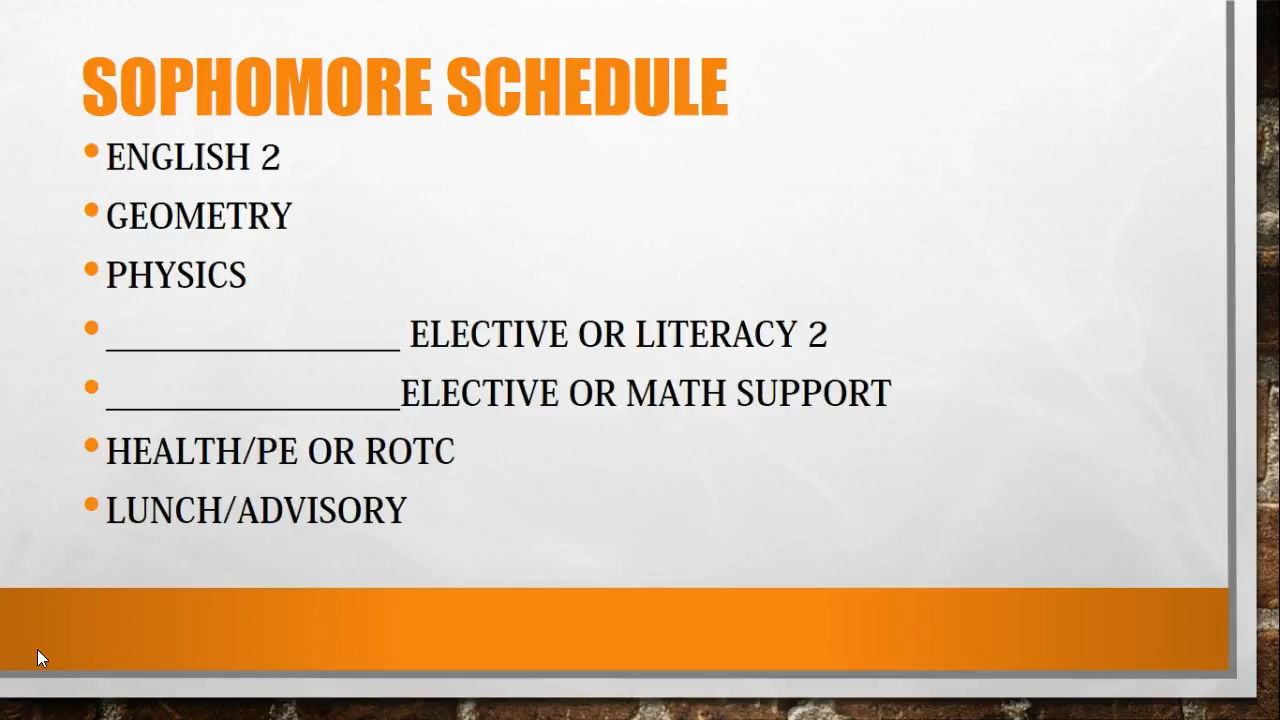 SOPHOMORE SCHEDULE
• ENGLISH 2
• GEOMETRY
• PHYSICS
• __________________ ELECTIVE OR LITERACY 2
• __________________ELECTIVE OR MATH SUPPORT
• HEALTH/PE OR ROTC
• LUNCH/ADVISORY